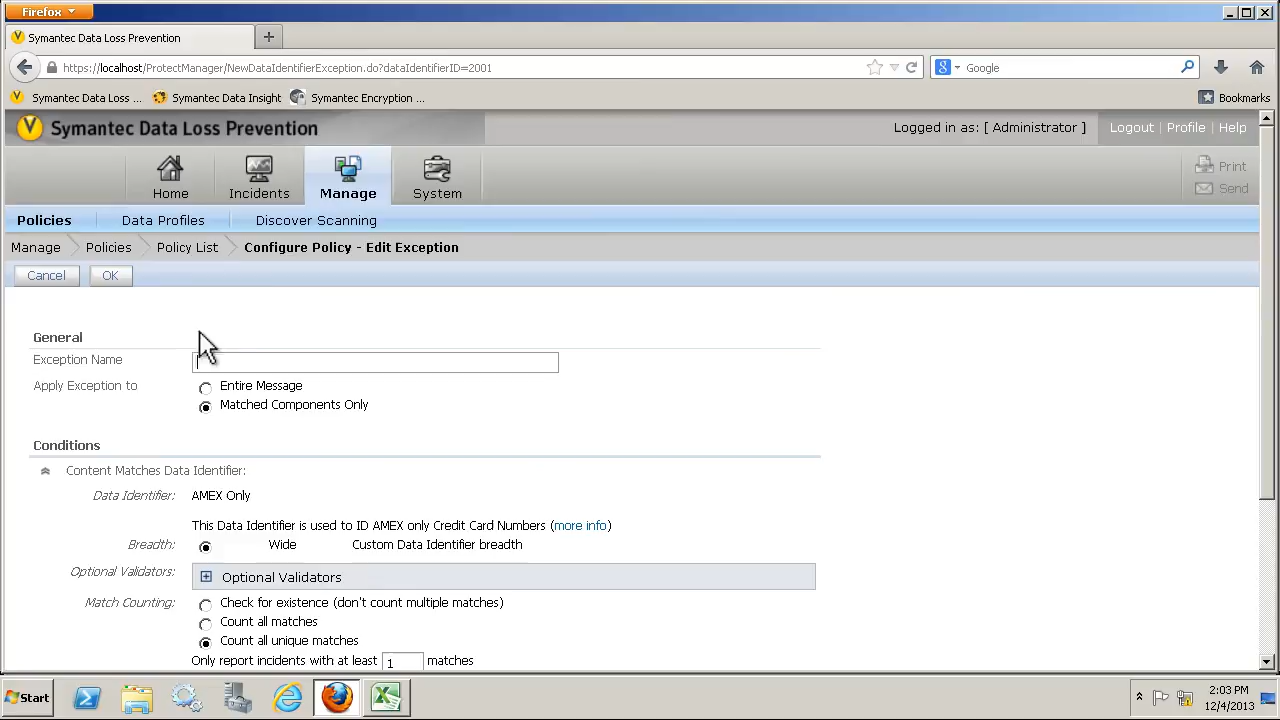 Firefox
Symantec Data Loss Prevention
https://localhost/ProtectManager/NewDataIdentifierException.do?dataIdentifierID=2001
Google
Symantec Data Loss ...
Symantec Data Insight
Symantec Encryption ...
Bookmarks
Symantec Data Loss Prevention
Logged in as: [ Administrator ]
Logout | Profile | Help
Home
Incidents
Manage
System
Print
Send
Policies
Data Profiles
Discover Scanning
Manage
Policies
Policy List
Configure Policy - Edit Exception
Cancel
OK
General
Exception Name
Apply Exception to
Entire Message
Matched Components Only
Conditions
Content Matches Data Identifier:
Data Identifier: AMEX Only
This Data Identifier is used to ID AMEX only Credit Card Numbers (more info)
Breadth: Wide Custom Data Identifier breadth
Optional Validators: Optional Validators
Match Counting: Check for existence (don't count multiple matches)
Count all matches
Count all unique matches
Only report incidents with at least 1 matches
Start
2:03 PM
12/4/2013